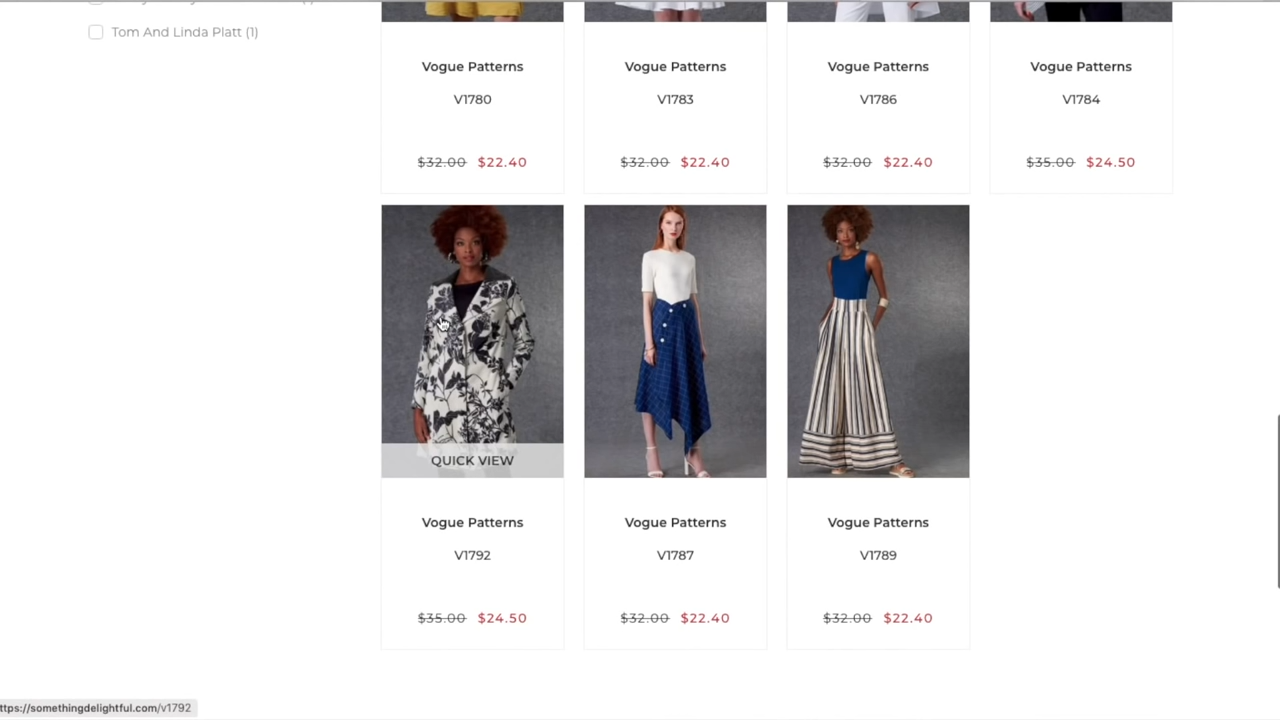 Tom And Linda Platt (1)
Vogue Patterns
V1780
$32.00 $22.40
Vogue Patterns
V1783
$32.00 $22.40
Vogue Patterns
V1786
$32.00 $22.40
Vogue Patterns
V1784
$35.00 $24.50
QUICK VIEW
Vogue Patterns
V1792
$35.00 $24.50
Vogue Patterns
V1787
$32.00 $22.40
Vogue Patterns
V1789
$32.00 $22.40
ttps://somethingdelightful.com/v1792